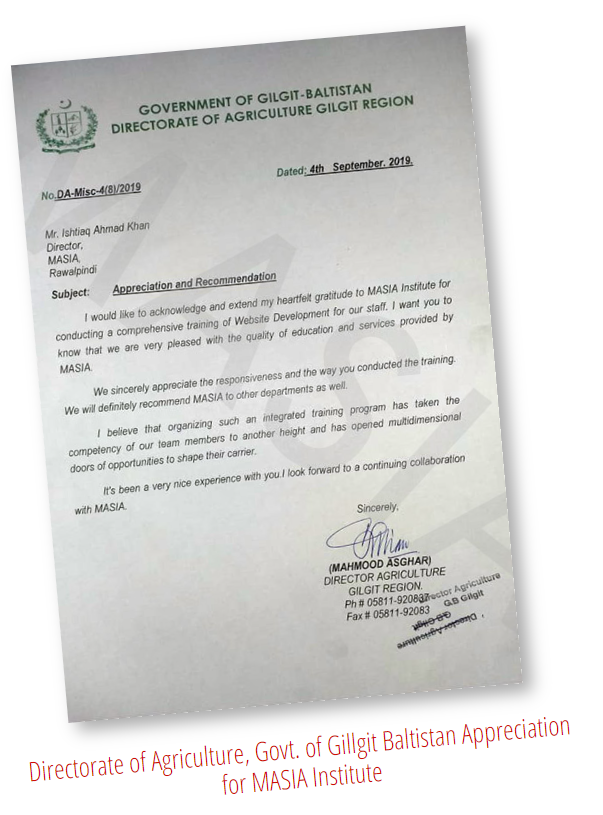 GOVERNMENT OF GILGIT-BALTISTAN
DIRECTORATE OF AGRICULTURE GILGIT REGION
No.DA-Misc-4(8)/2019
Dated; 4th September. 2019.
Mr. Ishtiaq Ahmad Khan
Director,
MASIA,
Rawalpindi
Subject: Appreciation and Recommendation
I would like to acknowledge and extend my heartfelt gratitude to MASIA Institute for
conducting a comprehensive training of Website Development for our staff. I want you to
know that we are very pleased with the quality of education and services provided by
MASIA.
We sincerely appreciate the responsiveness and the way you conducted the training.
We will definitely recommend MASIA to other departments as well.
I believe that organizing such an integrated training program has taken the
competency of our team members to another height and has opened multidimensional
doors of opportunities to shape their carrier.
It's been a very nice experience with you.I look forward to a continuing collaboration
with MASIA.
Sincerely,
(MAHMOOD ASGHAR)
DIRECTOR AGRICULTURE
GILGIT REGION.
Ph # 05811-920837
Fax # 05811-92083
Director Agriculture
G.B Gilgit
Director Agriculture
G.B Gilgit
MASIA
Directorate of Agriculture, Govt. of Gillgit Baltistan Appreciation
for MASIA Institute